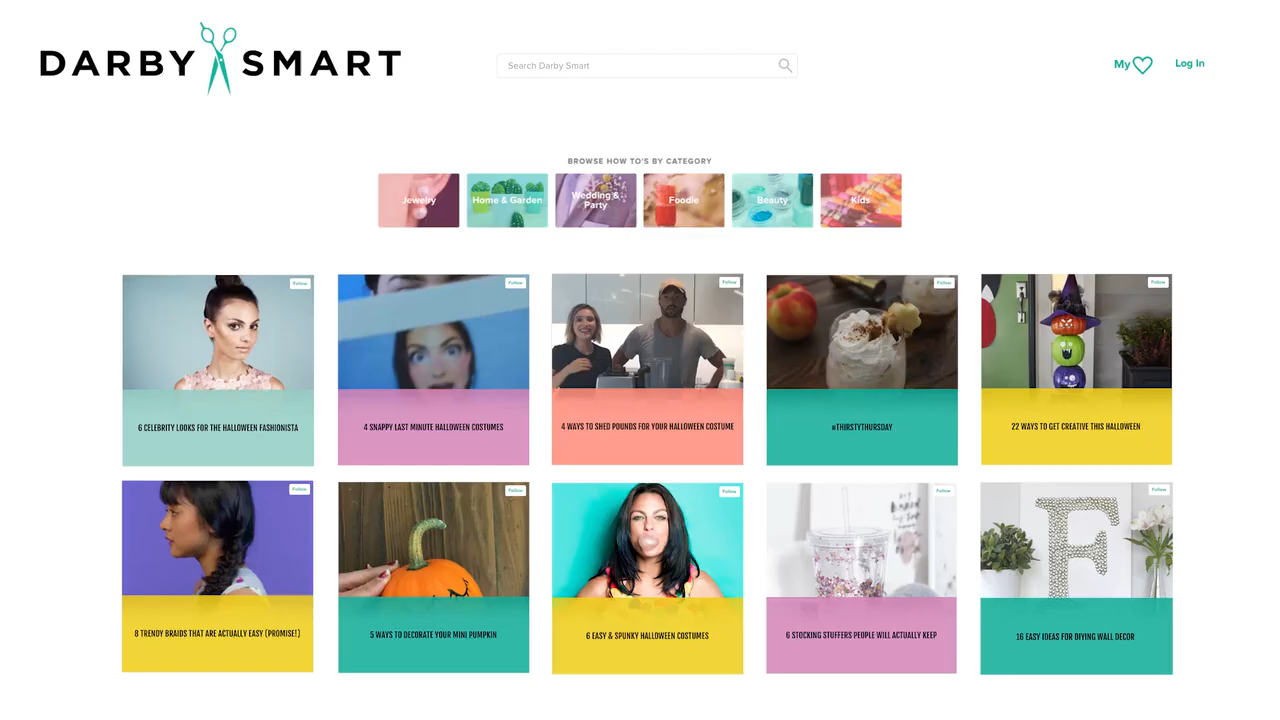 DARBY SMART
Search Darby Smart
My
Log In
BROWSE HOW TO'S BY CATEGORY
Jewelry
Home & Garden
Wedding &
Party
Foodie
Beauty
Kids
Follow
Follow
Follow
Follow
Follow
6 CELEBRITY LOOKS FOR THE HALLOWEEN FASHIONISTA
4 SNAPPY LAST MINUTE HALLOWEEN COSTUMES
4 WAYS TO SHED POUNDS FOR YOUR HALLOWEEN COSTUME
#THIRSTYTHURSDAY
22 WAYS TO GET CREATIVE THIS HALLOWEEN
Follow
Follow
Follow
Follow
Follow
F
8 TRENDY BRAIDS THAT ARE ACTUALLY EASY (PROMISE!)
5 WAYS TO DECORATE YOUR MINI PUMPKIN
6 EASY & SPUNKY HALLOWEEN COSTUMES
6 STOCKING STUFFERS PEOPLE WILL ACTUALLY KEEP
16 EASY IDEAS FOR DIYING WALL DECOR